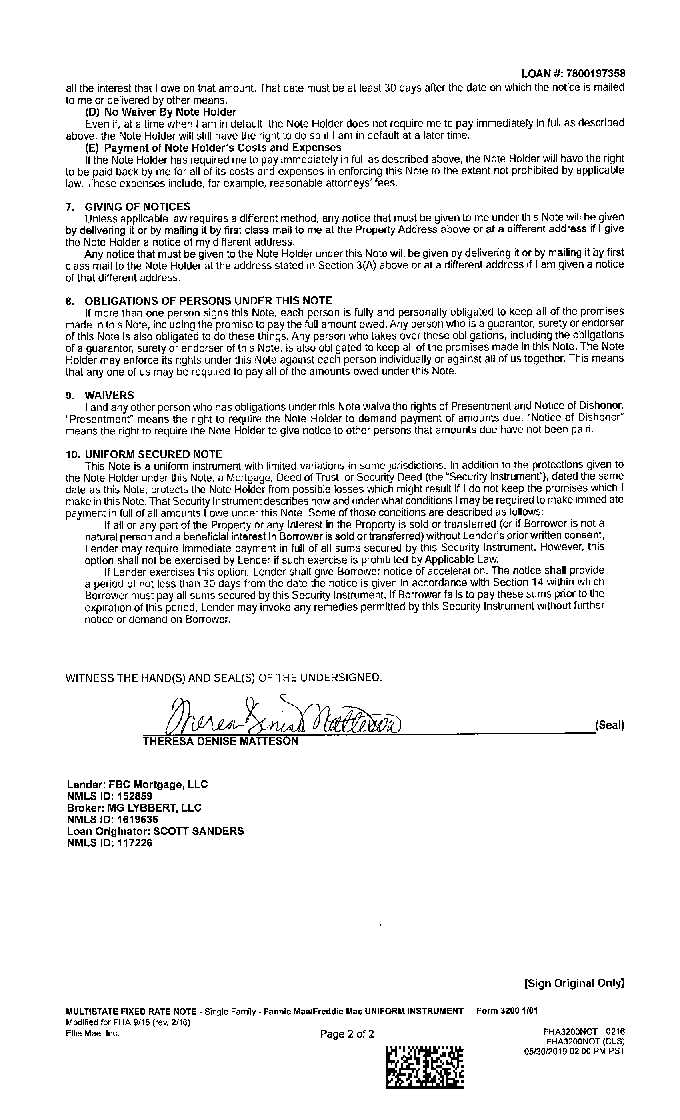 LOAN #: 7800197358
all the interest that I owe on that amount. That date must be at least 30 days after the date on which the notice is mailed
to me or delivered by other means.
(D) No Waiver By Note Holder
Even if, at a time when I am in default, the Note Holder does not require me to pay immediately in full as described
above, the Note Holder will still have the right to do so if I am in default at a later time.
(E) Payment of Note Holder's Costs and Expenses
If the Note Holder has required me to pay immediately in full as described above, the Note Holder will have the right
to be paid back by me for all of its costs and expenses in enforcing this Note to the extent not prohibited by applicable
law. Those expenses include, for example, reasonable attorneys' fees.
7. GIVING OF NOTICES
Unless applicable law requires a different method, any notice that must be given to me under this Note will be given
by delivering it or by mailing it by first class mail to me at the Property Address above or at a different address if I give
the Note Holder a notice of my different address.
Any notice that must be given to the Note Holder under this Note will be given by delivering it or by mailing it by first
class mail to the Note Holder at the address stated in Section 3(A) above or at a different address if I am given a notice
of that different address.
8. OBLIGATIONS OF PERSONS UNDER THIS NOTE
If more than one person signs this Note, each person is fully and personally obligated to keep all of the promises
made in this Note, including the promise to pay the full amount owed. Any person who is a guarantor, surety or endorser
of this Note is also obligated to do these things. Any person who takes over these obligations, including the obligations
of a guarantor, surety or endorser of this Note, is also obligated to keep all of the promises made in this Note. The Note
Holder may enforce its rights under this Note against each person individually or against all of us together. This means
that any one of us may be required to pay all of the amounts owed under this Note.
9. WAIVERS
I and any other person who has obligations under this Note waive the rights of Presentment and Notice of Dishonor.
"Presentment" means the right to require the Note Holder to demand payment of amounts due. "Notice of Dishonor"
means the right to require the Note Holder to give notice to other persons that amounts due have not been paid.
10. UNIFORM SECURED NOTE
This Note is a uniform instrument with limited variations in some jurisdictions. In addition to the protections given to
the Note Holder under this Note, a Mortgage, Deed of Trust, or Security Deed (the "Security Instrument"), dated the same
date as this Note, protects the Note Holder from possible losses which might result if I do not keep the promises which I
make in this Note. That Security Instrument describes how and under what conditions I may be required to make immediate
payment in full of all amounts I owe under this Note. Some of those conditions are described as follows:
If all or any part of the Property or any Interest in the Property is sold or transferred (or if Borrower is not a
natural person and a beneficial interest in Borrower is sold or transferred) without Lender's prior written consent,
Lender may require immediate payment in full of all sums secured by this Security Instrument. However, this
option shall not be exercised by Lender if such exercise is prohibited by Applicable Law.
If Lender exercises this option, Lender shall give Borrower notice of acceleration. The notice shall provide
a period of not less than 30 days from the date the notice is given in accordance with Section 14 within which
Borrower must pay all sums secured by this Security Instrument. If Borrower fails to pay these sums prior to the
expiration of this period, Lender may invoke any remedies permitted by this Security Instrument without further
notice or demand on Borrower.
WITNESS THE HAND(S) AND SEAL(S) OF THE UNDERSIGNED.
Theresa Denise Matteson
(Seal)
THERESA DENISE MATTESON
Lender: FBC Mortgage, LLC
NMLS ID: 152859
Broker: MG LYBBERT, LLC
NMLS ID: 1619636
Loan Originator: SCOTT SANDERS
NMLS ID: 117226
[Sign Original Only]
MULTISTATE FIXED RATE NOTE - Single Family - Fannie Mae/Freddie Mac UNIFORM INSTRUMENT Form 3200 1/01
Modified for FHA 9/15 (rev. 2/16)
Ellie Mae, Inc.
Page 2 of 2
FHA3200NOT 0216
FHA3200NOT (CLS)
05/30/2019 02:00 PM PST